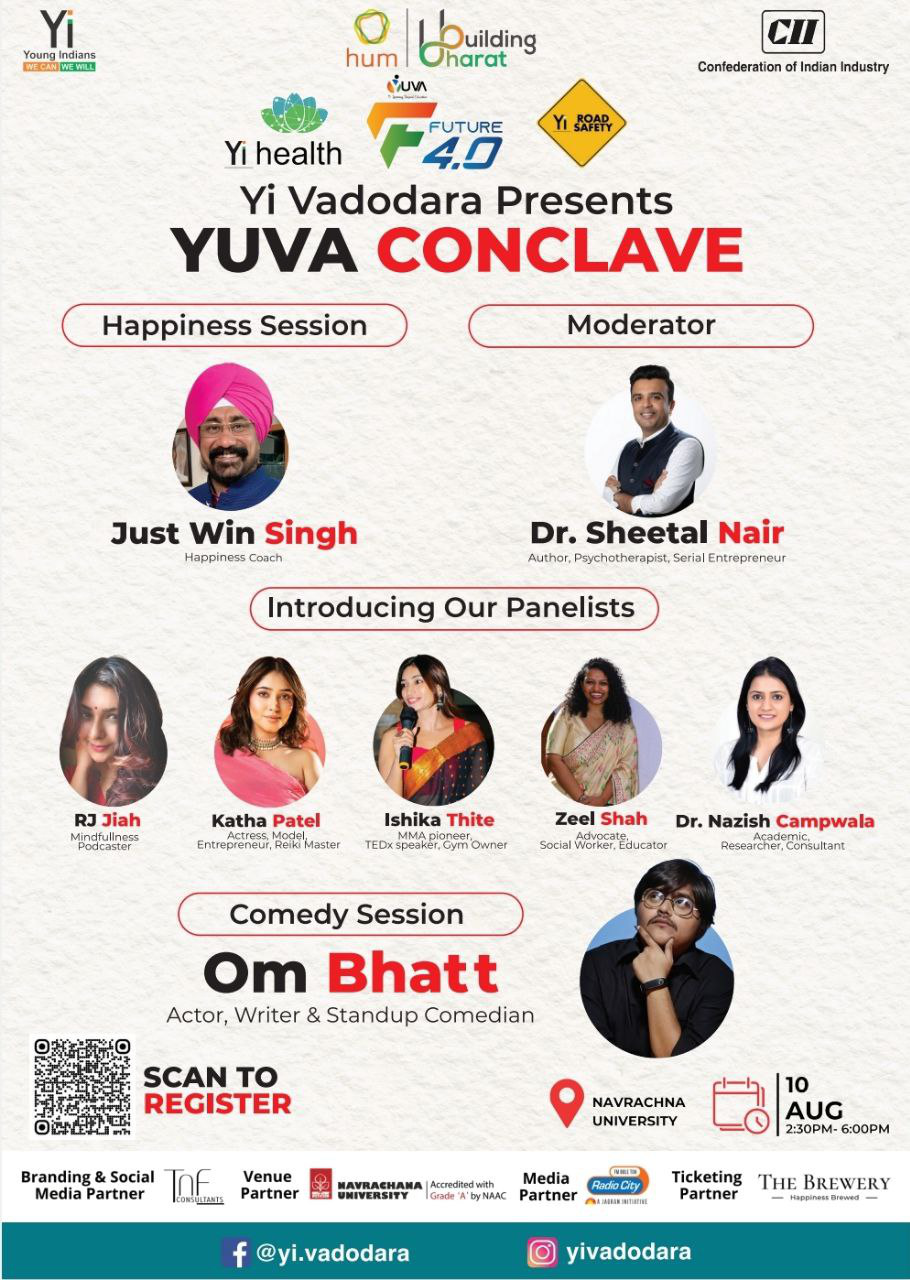 Yi
Young Indians
WE CAN WE WILL
hum
Building
Bharat
CII
Confederation of Indian Industry
YUVA
Yi health
FUTURE
4.0
Yi ROAD
SAFETY
Yi Vadodara Presents
YUVA CONCLAVE
Happiness Session
Moderator
Just Win Singh
Happiness Coach
Dr. Sheetal Nair
Author, Psychotherapist, Serial Entrepreneur
Introducing Our Panelists
RJ Jiah
Mindfullness
Podcaster
Katha Patel
Actress, Model,
Entrepreneur, Reiki Master
Ishika Thite
MMA pioneer,
TEDx speaker, Gym Owner
Zeel Shah
Advocate,
Social Worker, Educator
Dr. Nazish Campwala
Academic,
Researcher, Consultant
Comedy Session
Om Bhatt
Actor, Writer & Standup Comedian
SCAN TO
REGISTER
NAVRACHNA
UNIVERSITY
10
AUG
2:30PM- 6:00PM
Branding & Social
Media Partner
TnF
CONSULTANTS
Venue
Partner
NAVRACHANA
UNIVERSITY
Accredited with
Grade 'A' by NAAC
Media
Partner
Radio City
A JAGRAN INITIATIVE
Ticketing
Partner
THE BREWERY
Happiness Brewed
@yi.vadodara
yivadodara